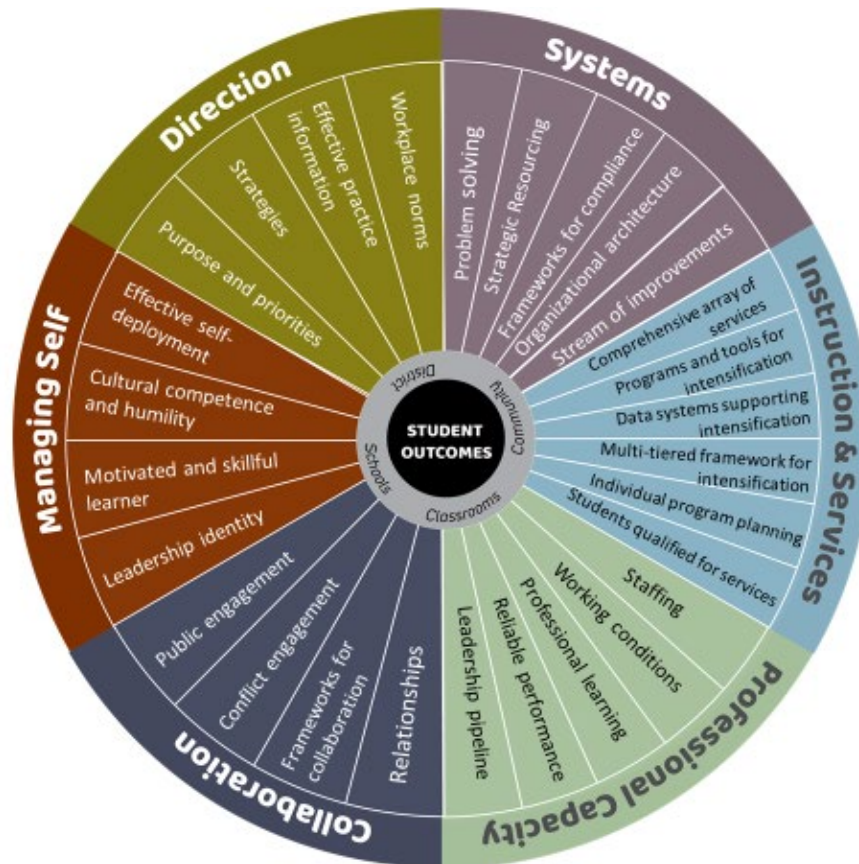 Direction
Purpose and priorities
Strategies
Effective practice
information
Workplace norms
Systems
Problem solving
Strategic Resourcing
Frameworks for compliance
Organizational architecture
Stream of improvements
Instruction & Services
Comprehensive array of
services
Programs and tools for
intensification
Data systems supporting
intensification
Multi-tiered framework for
intensification
Individual program planning
Students qualified for services
Professional Capacity
Staffing
Working conditions
Professional learning
Reliable performance
Leadership pipeline
Collaboration
Relationships
Frameworks for
collaboration
Conflict engagement
Public engagement
Managing Self
Leadership identity
Motivated and skillful
learner
Cultural competence
and humility
Effective self-
deployment
District
Community
Classrooms
Schools
STUDENT
OUTCOMES